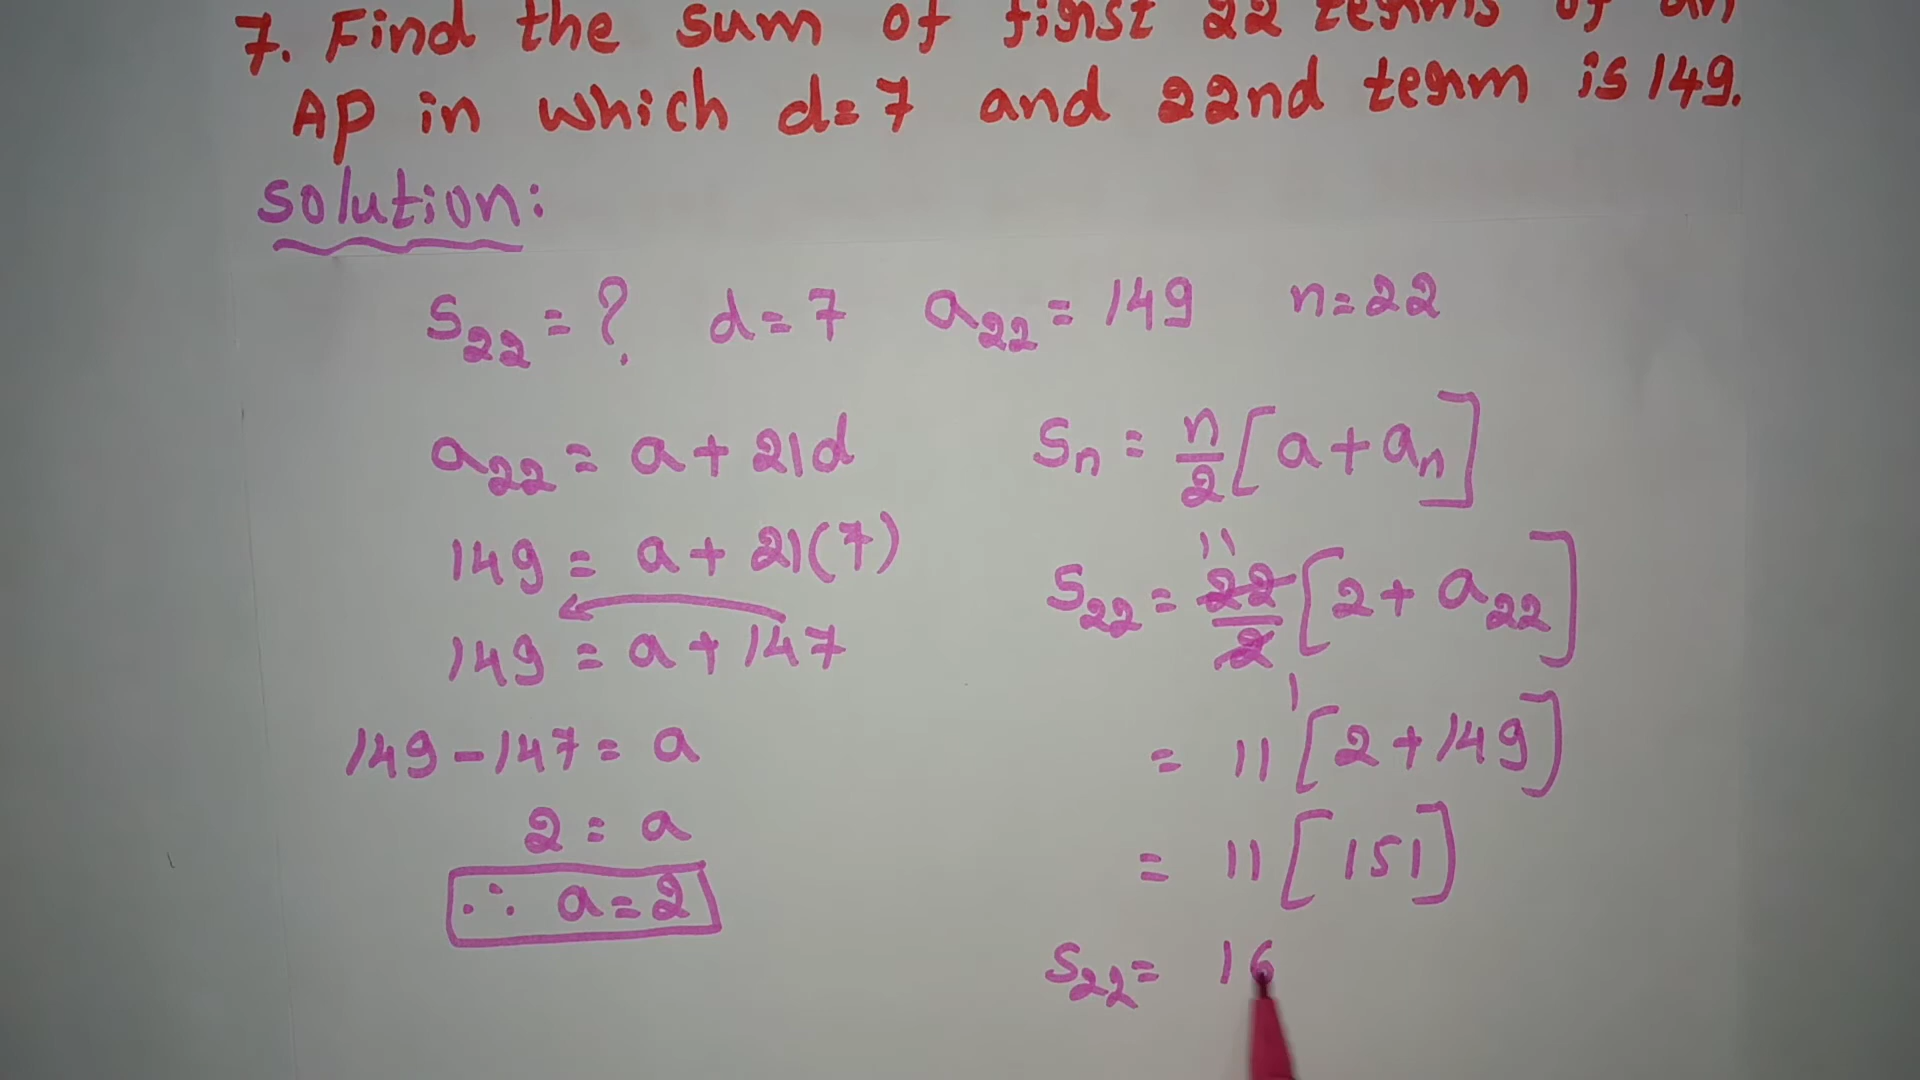 7. Find the sum of first 22 terms of an
AP in which d=7 and 22nd term is 149.
Solution:
S₂₂ = ? d = 7 a₂₂ = 149 n = 22
a₂₂ = a + 21d
149 = a + 21(7)
149 = a + 147
149 - 147 = a
2 = a
∴ a = 2
Sₙ = n/2 [a + aₙ]
S₂₂ = 22/2 [2 + a₂₂]
11
1
= 11 [2 + 149]
= 11 [151]
S₂₂ = 16